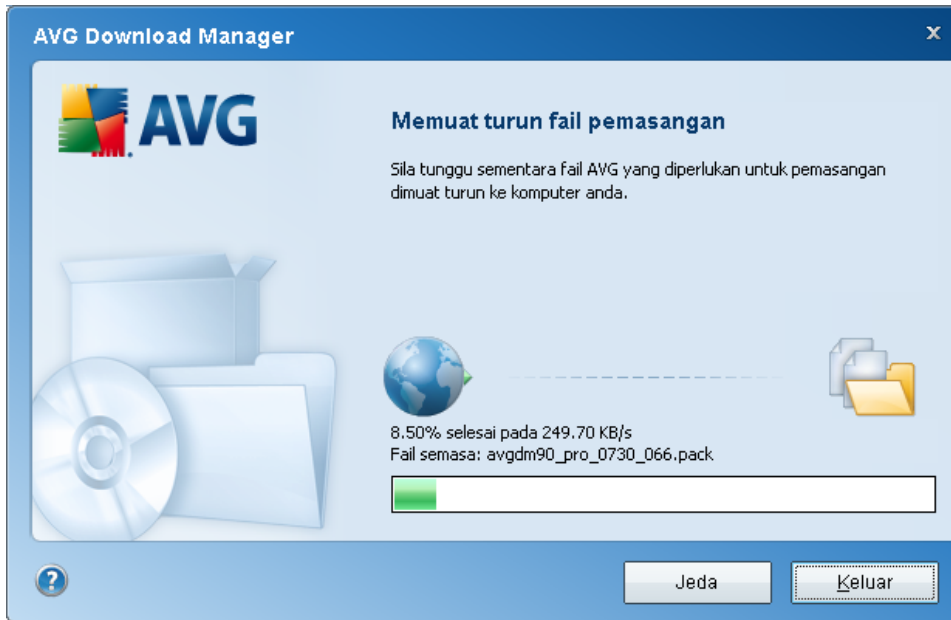 AVG Download Manager
x
AVG
Memuat turun fail pemasangan
Sila tunggu sementara fail AVG yang diperlukan untuk pemasangan
dimuat turun ke komputer anda.
8.50% selesai pada 249.70 KB/s
Fail semasa: avgdm90_pro_0730_066.pack
?
Jeda
Keluar